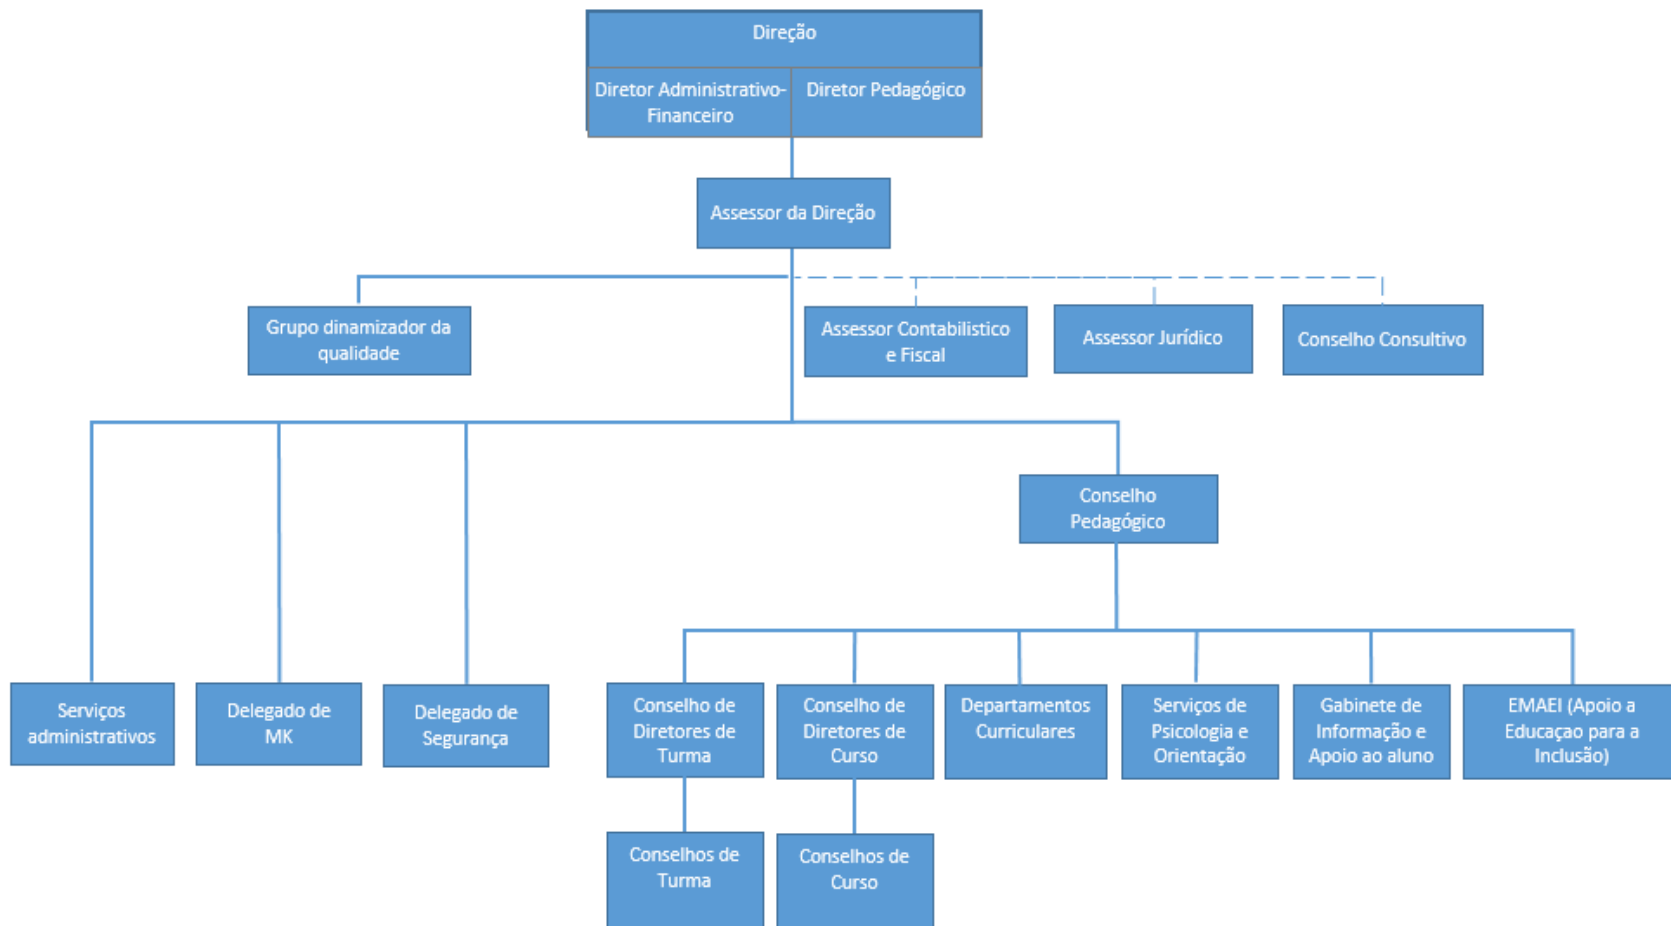 Direção
Diretor Administrativo-
Financeiro
Diretor Pedagógico
Assessor da Direção
Grupo dinamizador da
qualidade
Assessor Contabilistico
e Fiscal
Assessor Jurídico
Conselho Consultivo
Conselho
Pedagógico
Serviços
administrativos
Delegado de
MK
Delegado de
Segurança
Conselho de
Diretores de
Turma
Conselho de
Diretores de
Curso
Departamentos
Curriculares
Serviços de
Psicologia e
Orientação
Gabinete de
Informação e
Apoio ao aluno
EMAEI (Apoio a
Educaçao para a
Inclusão)
Conselhos de
Turma
Conselhos de
Curso